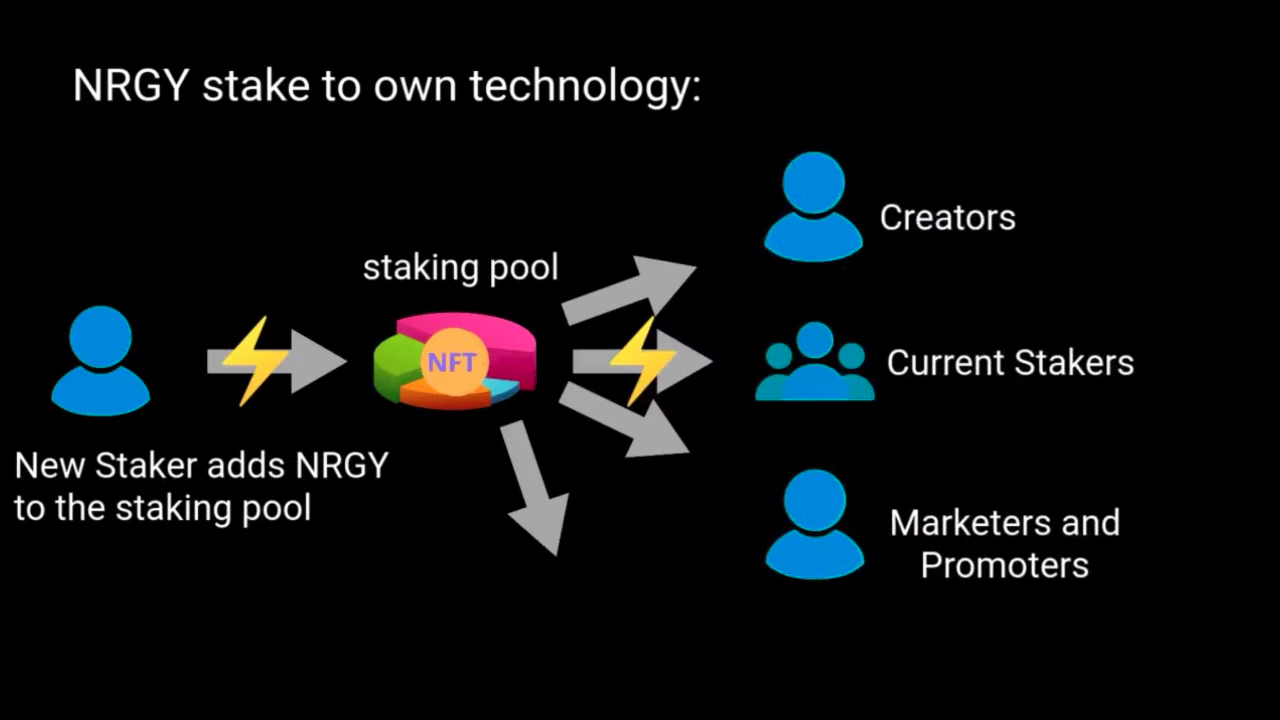 NRGY stake to own technology:
Creators
staking pool
NFT
Current Stakers
New Staker adds NRGY
to the staking pool
Marketers and
Promoters